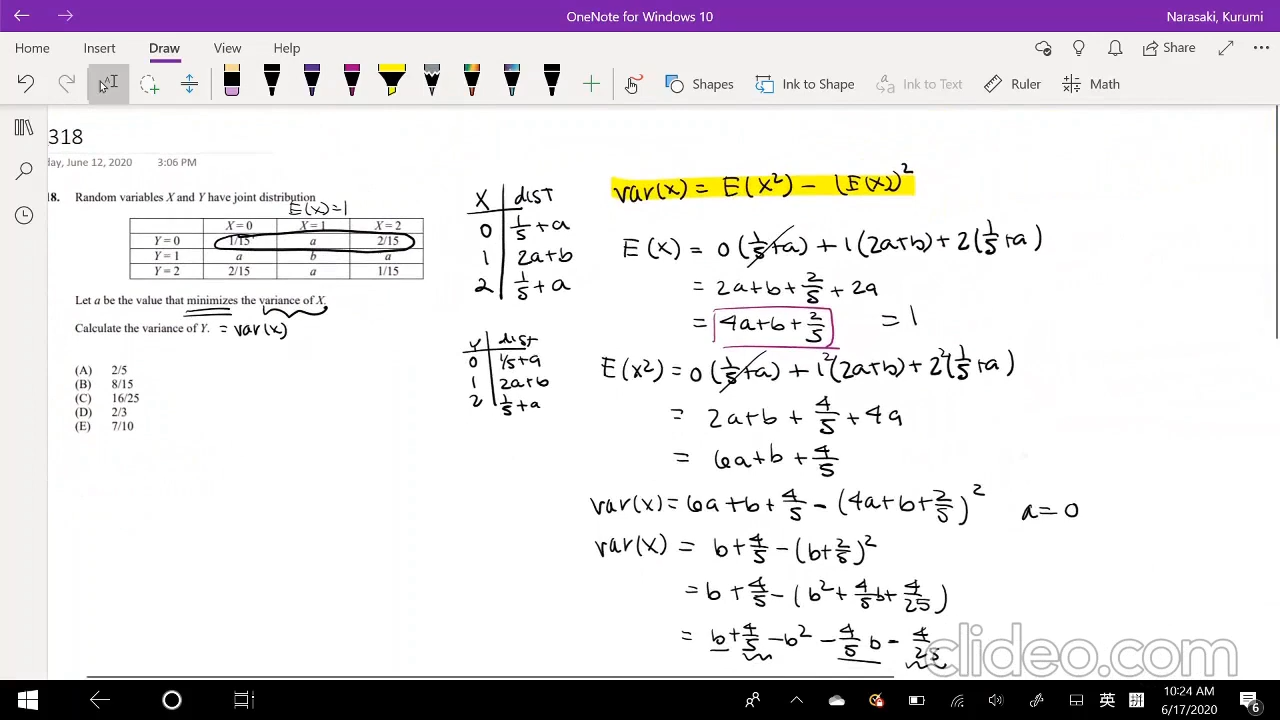 OneNote for Windows 10
Narasaki, Kurumi
Home Insert Draw View Help Share
Shapes Ink to Shape Ink to Text Ruler Math
318
day, June 12, 2020 3:06 PM
18. Random variables X and Y have joint distribution
E(X)=1
X = 0 X = 1 X = 2
Y = 0 1/15 a 2/15
Y = 1 a b a
Y = 2 2/15 a 1/15
Let a be the value that minimizes the variance of X.
Calculate the variance of Y. = var(x)
(A) 2/5
(B) 8/15
(C) 16/25
(D) 2/3
(E) 7/10
X dist
0 1/5 + a
1 2a+b
2 1/5 + a
Y dist
0 1/5+a
1 2a+b
2 1/5+a
var(x) = E(X²) - (E(X))²
E(X) = 0(1/5+a) + 1(2a+b) + 2(1/5+a)
= 2a+b+2/5+2a
= 4a+b+2/5 = 1
E(X²) = 0(1/5+a) + 1²(2a+b) + 2²(1/5+a)
= 2a+b + 4/5 + 4a
= 6a+b + 4/5
var(x) = 6a+b+4/5 - (4a+b+2/5)² a=0
var(x) = b+4/5 - (b+2/5)²
= b+4/5 - (b²+4/5b+4/25)
= b+4/5 - b² - 4/5 b - 4/25
clideo.com
英 拼
10:24 AM
6/17/2020
6